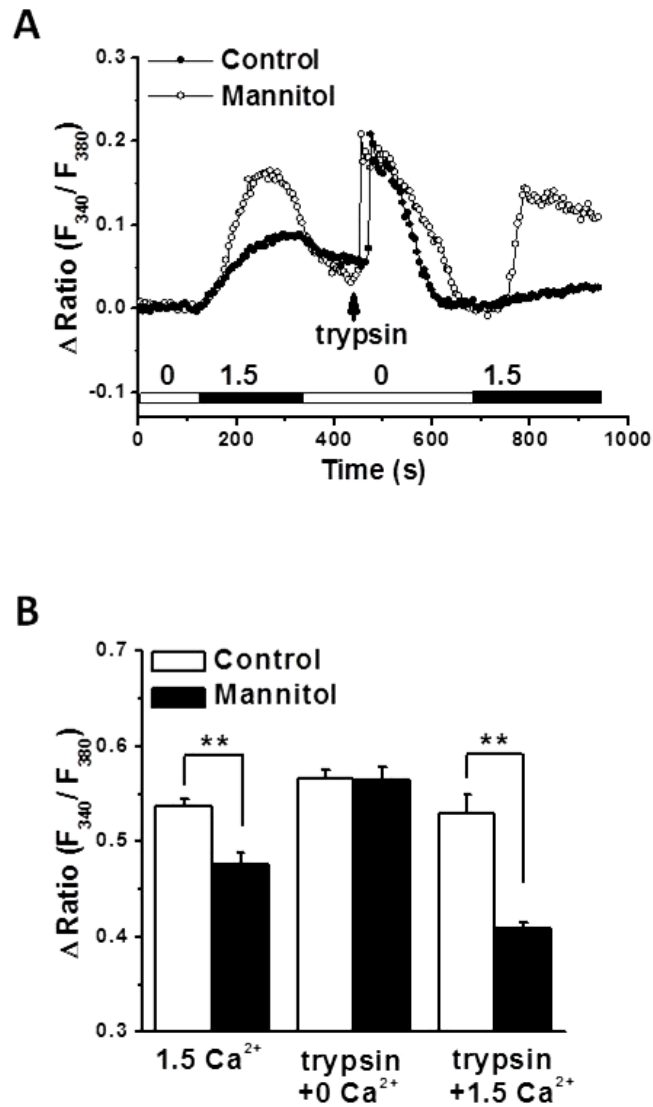 A
Control
Mannitol
Δ Ratio (F340 / F380)
0.3
0.2
0.1
0.0
-0.1
trypsin
0 1.5 0 1.5
0 200 400 600 800 1000
Time (s)
B
Control
Mannitol
Δ Ratio (F340 / F380)
0.7
0.6
0.5
0.4
0.3
** **
1.5 Ca2+ trypsin trypsin
+0 Ca2+ +1.5 Ca2+